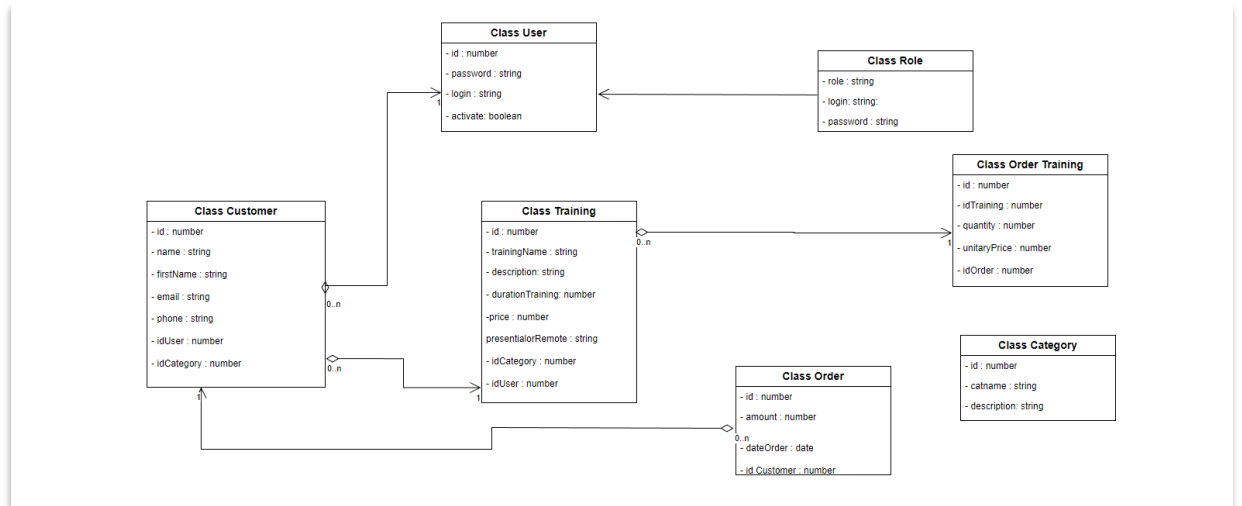 Class User
- id : number
- password : string
- login : string
- activate: boolean
1
Class Role
- role : string
- login: string:
- password : string
Class Order Training
- id : number
- idTraining : number
- quantity : number
- unitaryPrice : number
- idOrder : number
1
Class Customer
- id : number
- name : string
- firstName : string
- email : string
- phone : string
- idUser : number
- idCategory : number
0..n
0..n
1
Class Training
- id : number
- trainingName : string
- description: string
- durationTraining: number
-price : number
presentialorRemote : string
- idCategory : number
- idUser : number
0..n
1
Class Category
- id : number
- catname : string
- description: string
Class Order
- id : number
- amount : number
0..n
- dateOrder : date
- id Customer : number